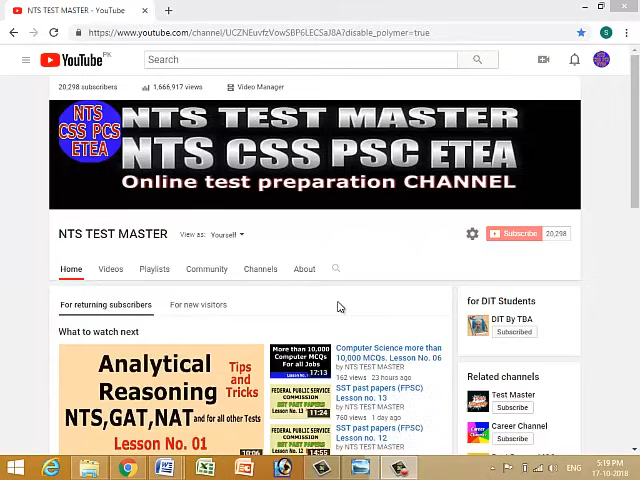 NTS TEST MASTER - YouTube
https://www.youtube.com/channel/UCZNEuvfzVowSBP6LECSaJ8A?disable_polymer=true
S
YouTube PK
Search
20,298 subscribers
1,666,917 views
Video Manager
NTS
CSS PCS
ETEA
NTS TEST MASTER
NTS CSS PSC ETEA
Online test preparation CHANNEL
NTS TEST MASTER
View as: Yourself
Subscribe 20,298
Home Videos Playlists Community Channels About
For returning subscribers For new visitors
What to watch next
Analytical
Reasoning
Tips
and
Tricks
NTS,GAT,NAT and for all other Tests
Lesson No. 01
10:06
More than 10,000
Computer MCQs
For all Jobs
17:13
Computer Science more than
10,000 MCQs. Lesson No. 06
by NTS TEST MASTER
162 views 23 hours ago
FEDERAL PUBLIC SERVICE
COMMISSION
SST PAST PAPERS
Lesson no. 13
11:24
SST past papers (FPSC)
Lesson no. 13
by NTS TEST MASTER
760 views 1 day ago
FEDERAL PUBLIC SERVICE
COMMISSION
SST PAST PAPERS
14:55
SST past papers (FPSC)
Lesson no. 12
by NTS TEST MASTER
for DIT Students
DIT By TBA
Subscribed
Related channels
Test Master
Subscribe
Career Channel
Subscribe
ENG
5:19 PM
17-10-2018